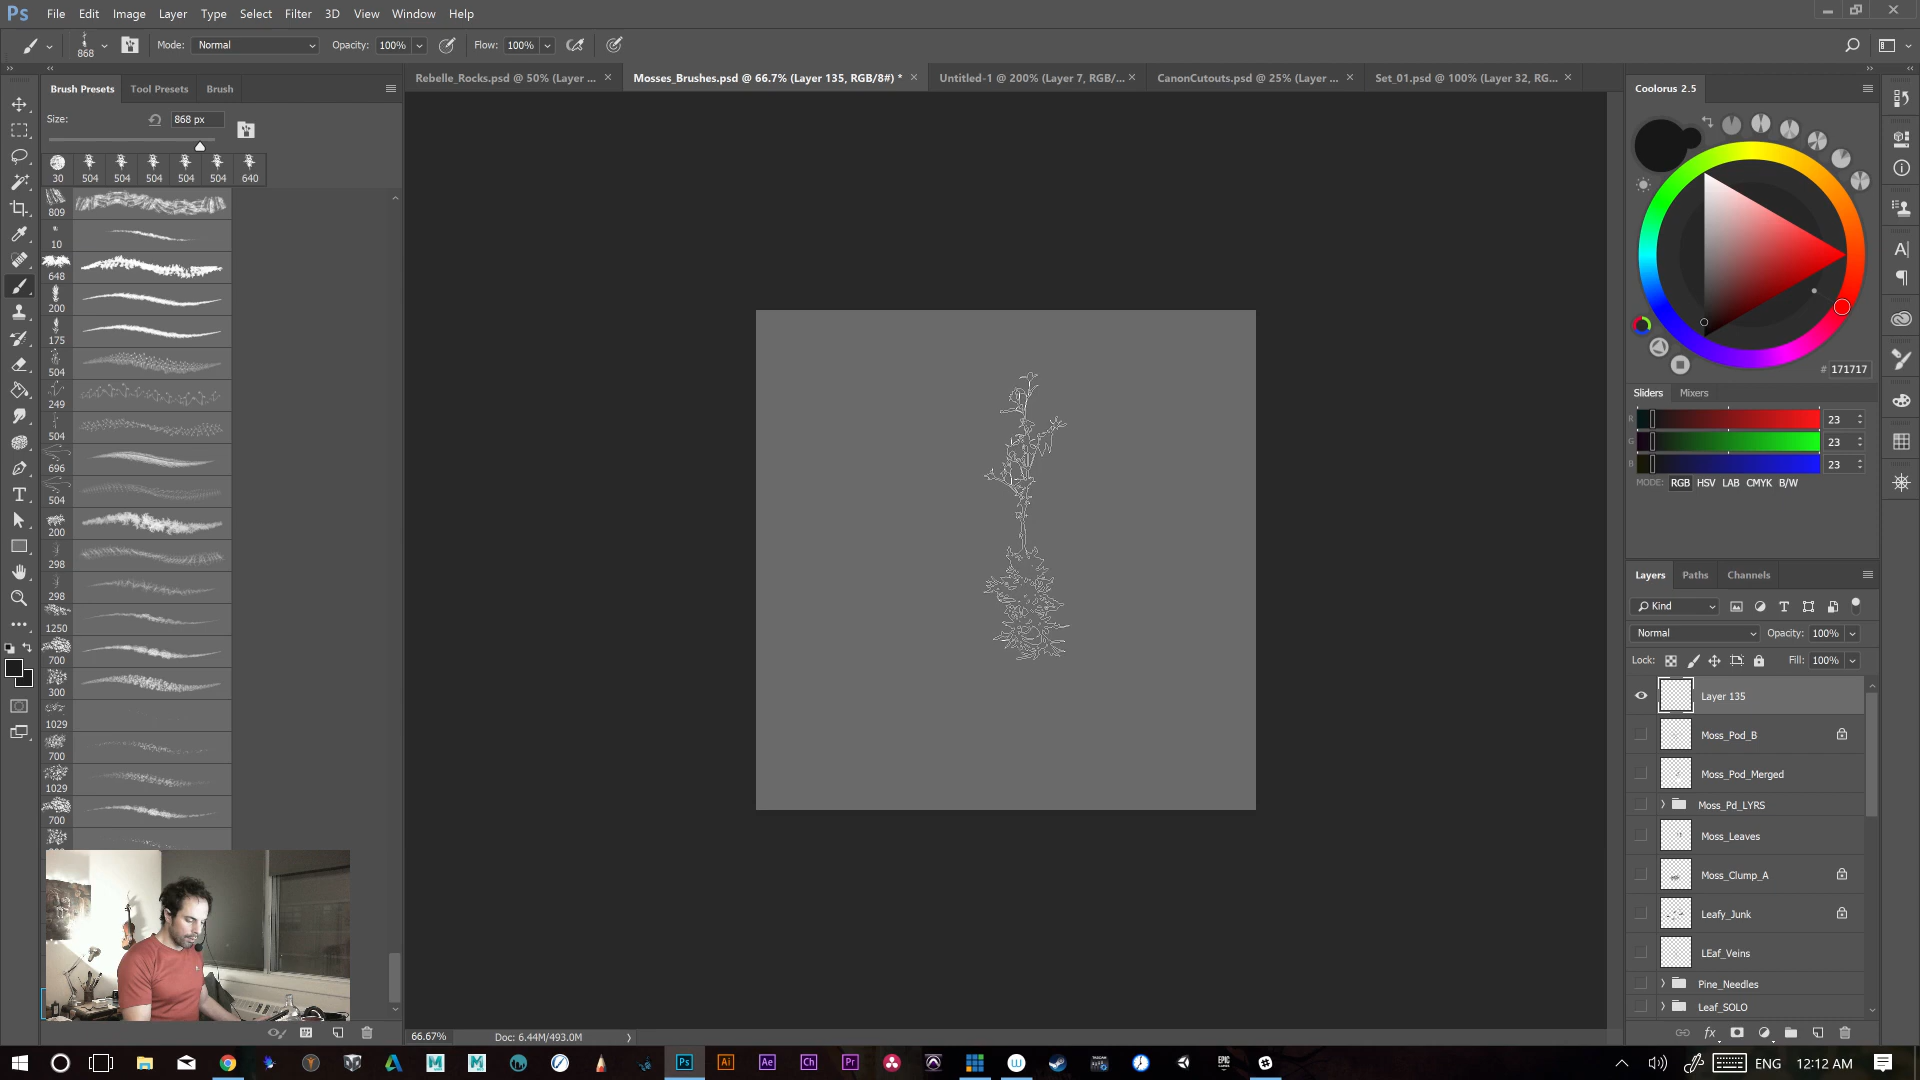 Ps File Edit Image Layer Type Select Filter 3D View Window Help
868 Mode: Normal Opacity: 100% Flow: 100%
Rebelle_Rocks.psd @ 50% (Layer ... × Mosses_Brushes.psd @ 66.7% (Layer 135, RGB/8#) * × Untitled-1 @ 200% (Layer 7, RGB/... × CanonCutouts.psd @ 25% (Layer ... × Set_01.psd @ 100% (Layer 32, RG... ×
Brush Presets Tool Presets Brush
Size: 868 px
30 504 504 504 504 504 640
809
10
648
200
175
504
249
504
696
504
200
298
298
1250
700
300
1029
700
1029
700
Coolorus 2.5
# 171717
Sliders Mixers
R 23
G 23
B 23
MODE: RGB HSV LAB CMYK B/W
Layers Paths Channels
Kind
Normal Opacity: 100%
Lock: Fill: 100%
Layer 135
Moss_Pod_B
Moss_Pod_Merged
Moss_Pd_LYRS
Moss_Leaves
Moss_Clump_A
Leafy_Junk
LEaf_Veins
Pine_Needles
Leaf_SOLO
fx
66.67% Doc: 6.44M/493.0M
Ps Ai Ae Ch Pr ENG 12:12 AM